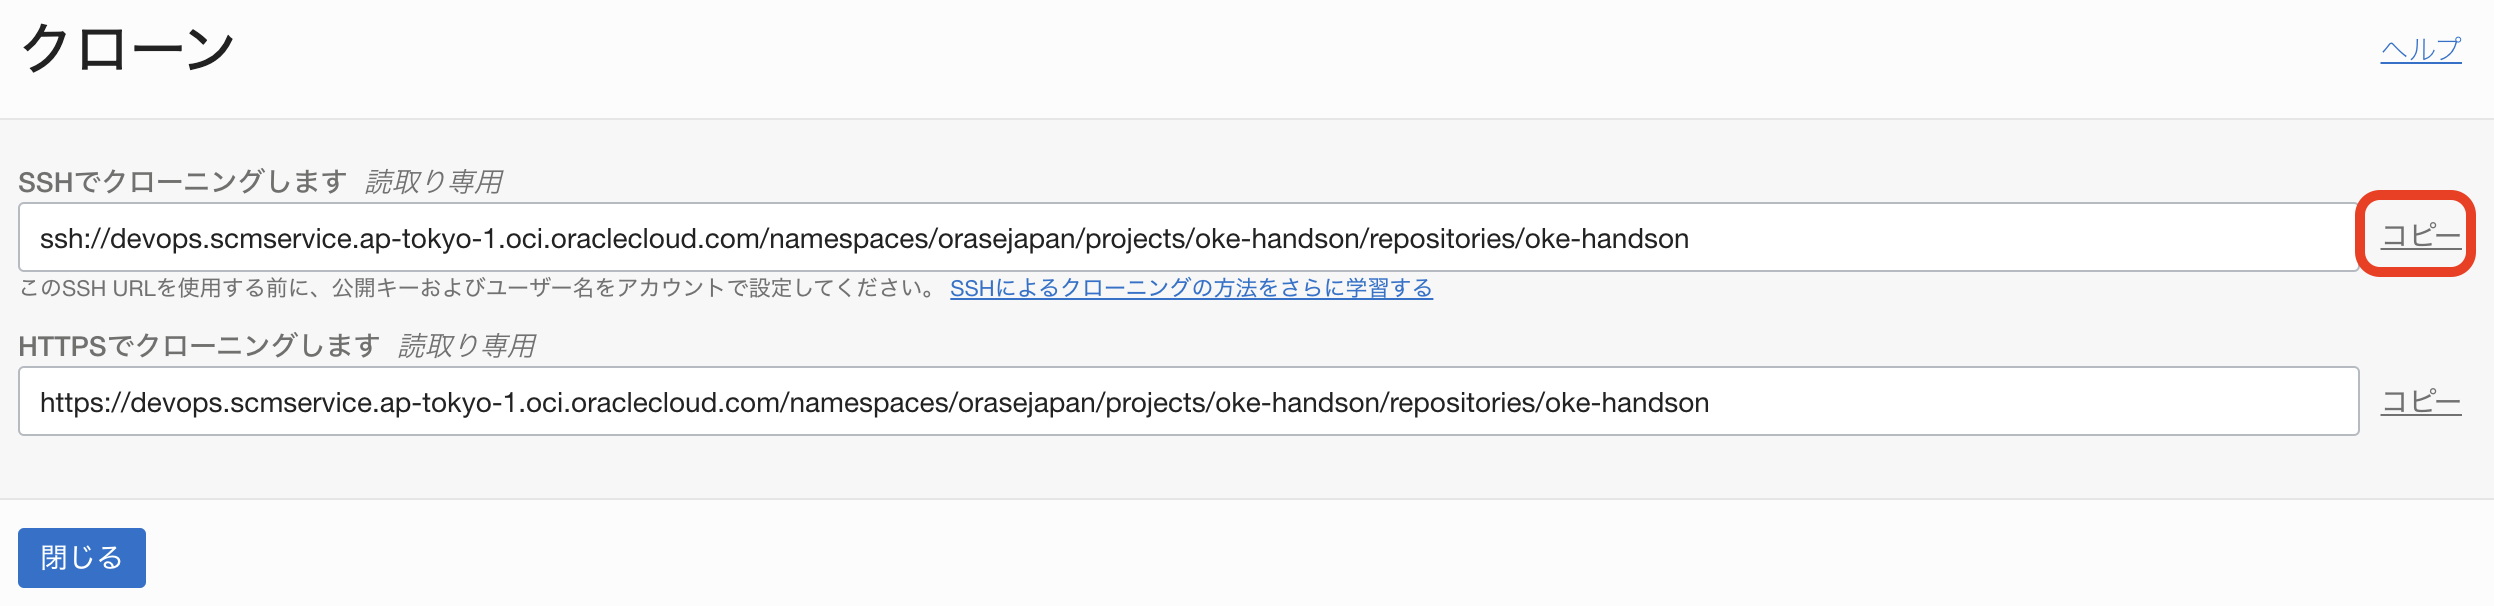 クローン
ヘルプ
SSHでクローニングします 読取り専用
ssh://devops.scmservice.ap-tokyo-1.oci.oraclecloud.com/namespaces/orasejapan/projects/oke-handson/repositories/oke-handson
コピー
このSSH URLを使用する前に、公開キーおよびユーザー名をアカウントで設定してください。 SSHによるクローニングの方法をさらに学習する
HTTPSでクローニングします 読取り専用
https://devops.scmservice.ap-tokyo-1.oci.oraclecloud.com/namespaces/orasejapan/projects/oke-handson/repositories/oke-handson
コピー
閉じる